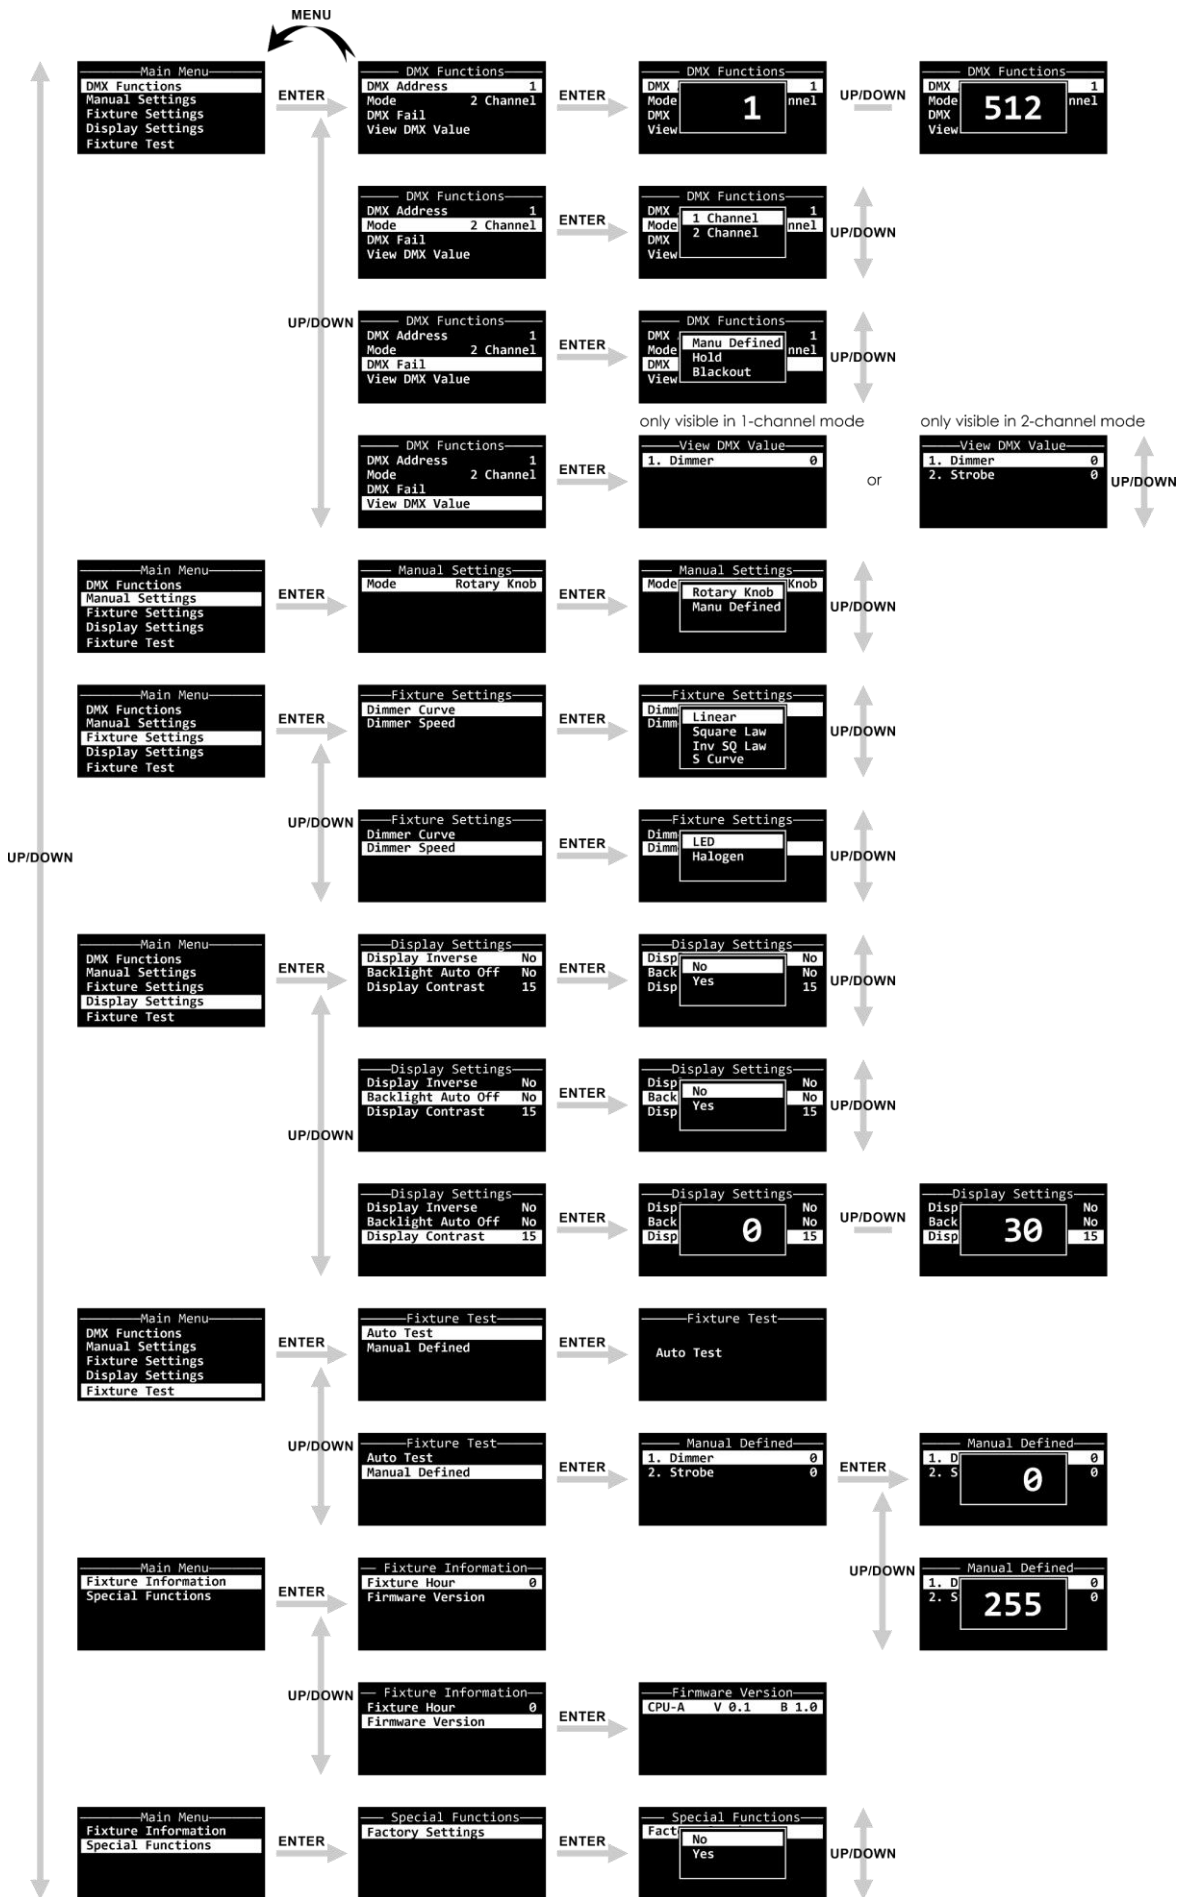 MENU
Main Menu
DMX Functions
Manual Settings
Fixture Settings
Display Settings
Fixture Test
ENTER
DMX Functions
DMX Address 1
Mode 2 Channel
DMX Fail
View DMX Value
ENTER
DMX Functions
DMX 1
Mode nnel
DMX
View
1
UP/DOWN
DMX Functions
DMX 1
Mode nnel
DMX
View
512
DMX Functions
DMX Address 1
Mode 2 Channel
DMX Fail
View DMX Value
ENTER
DMX Functions
DMX 1
Mode nnel
DMX
View
1 Channel
2 Channel
UP/DOWN
UP/DOWN
DMX Functions
DMX Address 1
Mode 2 Channel
DMX Fail
View DMX Value
ENTER
DMX Functions
DMX 1
Mode nnel
DMX
View
Manu Defined
Hold
Blackout
UP/DOWN
only visible in 1-channel mode
only visible in 2-channel mode
DMX Functions
DMX Address 1
Mode 2 Channel
DMX Fail
View DMX Value
ENTER
View DMX Value
1. Dimmer 0
or
View DMX Value
1. Dimmer 0
2. Strobe 0
UP/DOWN
Main Menu
DMX Functions
Manual Settings
Fixture Settings
Display Settings
Fixture Test
ENTER
Manual Settings
Mode Rotary Knob
ENTER
Manual Settings
Mode Knob
Rotary Knob
Manu Defined
UP/DOWN
Main Menu
DMX Functions
Manual Settings
Fixture Settings
Display Settings
Fixture Test
ENTER
Fixture Settings
Dimmer Curve
Dimmer Speed
ENTER
Fixture Settings
Dimm
Dimm
Linear
Square Law
Inv SQ Law
S Curve
UP/DOWN
UP/DOWN
Fixture Settings
Dimmer Curve
Dimmer Speed
ENTER
Fixture Settings
Dimm
Dimm
LED
Halogen
UP/DOWN
UP/DOWN
Main Menu
DMX Functions
Manual Settings
Fixture Settings
Display Settings
Fixture Test
ENTER
Display Settings
Display Inverse No
Backlight Auto Off No
Display Contrast 15
ENTER
Display Settings
Disp No
Back No
Disp 15
No
Yes
UP/DOWN
UP/DOWN
Display Settings
Display Inverse No
Backlight Auto Off No
Display Contrast 15
ENTER
Display Settings
Disp No
Back No
Disp 15
No
Yes
UP/DOWN
Display Settings
Display Inverse No
Backlight Auto Off No
Display Contrast 15
ENTER
Display Settings
Disp No
Back No
Disp 15
0
UP/DOWN
Display Settings
Disp No
Back No
Disp 15
30
Main Menu
DMX Functions
Manual Settings
Fixture Settings
Display Settings
Fixture Test
ENTER
Fixture Test
Auto Test
Manual Defined
ENTER
Fixture Test
Auto Test
UP/DOWN
Fixture Test
Auto Test
Manual Defined
ENTER
Manual Defined
1. Dimmer 0
2. Strobe 0
ENTER
Manual Defined
1. D 0
2. S 0
0
UP/DOWN
Manual Defined
1. D 0
2. S 0
255
Main Menu
Fixture Information
Special Functions
ENTER
Fixture Information
Fixture Hour 0
Firmware Version
UP/DOWN
Fixture Information
Fixture Hour 0
Firmware Version
ENTER
Firmware Version
CPU-A V 0.1 B 1.0
Main Menu
Fixture Information
Special Functions
ENTER
Special Functions
Factory Settings
ENTER
Special Functions
Fact
No
Yes
UP/DOWN